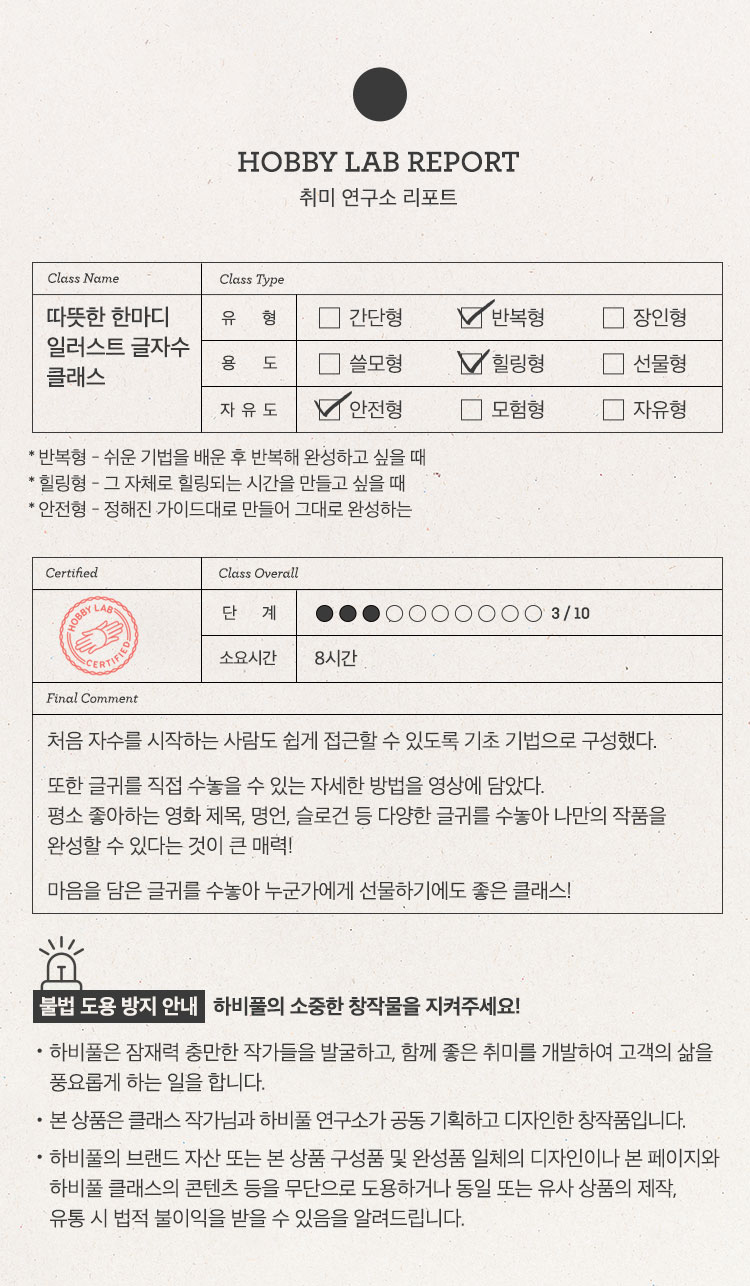 HOBBY LAB REPORT
취미 연구소 리포트
Class Name
Class Type
따뜻한 한마디
일러스트 글자수
클래스
유 형
간단형
반복형
장인형
용 도
쓸모형
힐링형
선물형
자 유 도
안전형
모험형
자유형
* 반복형 - 쉬운 기법을 배운 후 반복해 완성하고 싶을 때
* 힐링형 - 그 자체로 힐링되는 시간을 만들고 싶을 때
* 안전형 - 정해진 가이드대로 만들어 그대로 완성하는
Certified
Class Overall
HOBBY LAB
CERTIFIED
단 계
3 / 10
소요시간
8시간
Final Comment
처음 자수를 시작하는 사람도 쉽게 접근할 수 있도록 기초 기법으로 구성했다.
또한 글귀를 직접 수놓을 수 있는 자세한 방법을 영상에 담았다.
평소 좋아하는 영화 제목, 명언, 슬로건 등 다양한 글귀를 수놓아 나만의 작품을
완성할 수 있다는 것이 큰 매력!
마음을 담은 글귀를 수놓아 누군가에게 선물하기에도 좋은 클래스!
불법 도용 방지 안내 하비풀의 소중한 창작물을 지켜주세요!
• 하비풀은 잠재력 충만한 작가들을 발굴하고, 함께 좋은 취미를 개발하여 고객의 삶을
풍요롭게 하는 일을 합니다.
• 본 상품은 클래스 작가님과 하비풀 연구소가 공동 기획하고 디자인한 창작품입니다.
• 하비풀의 브랜드 자산 또는 본 상품 구성품 및 완성품 일체의 디자인이나 본 페이지와
하비풀 클래스의 콘텐츠 등을 무단으로 도용하거나 동일 또는 유사 상품의 제작,
유통 시 법적 불이익을 받을 수 있음을 알려드립니다.